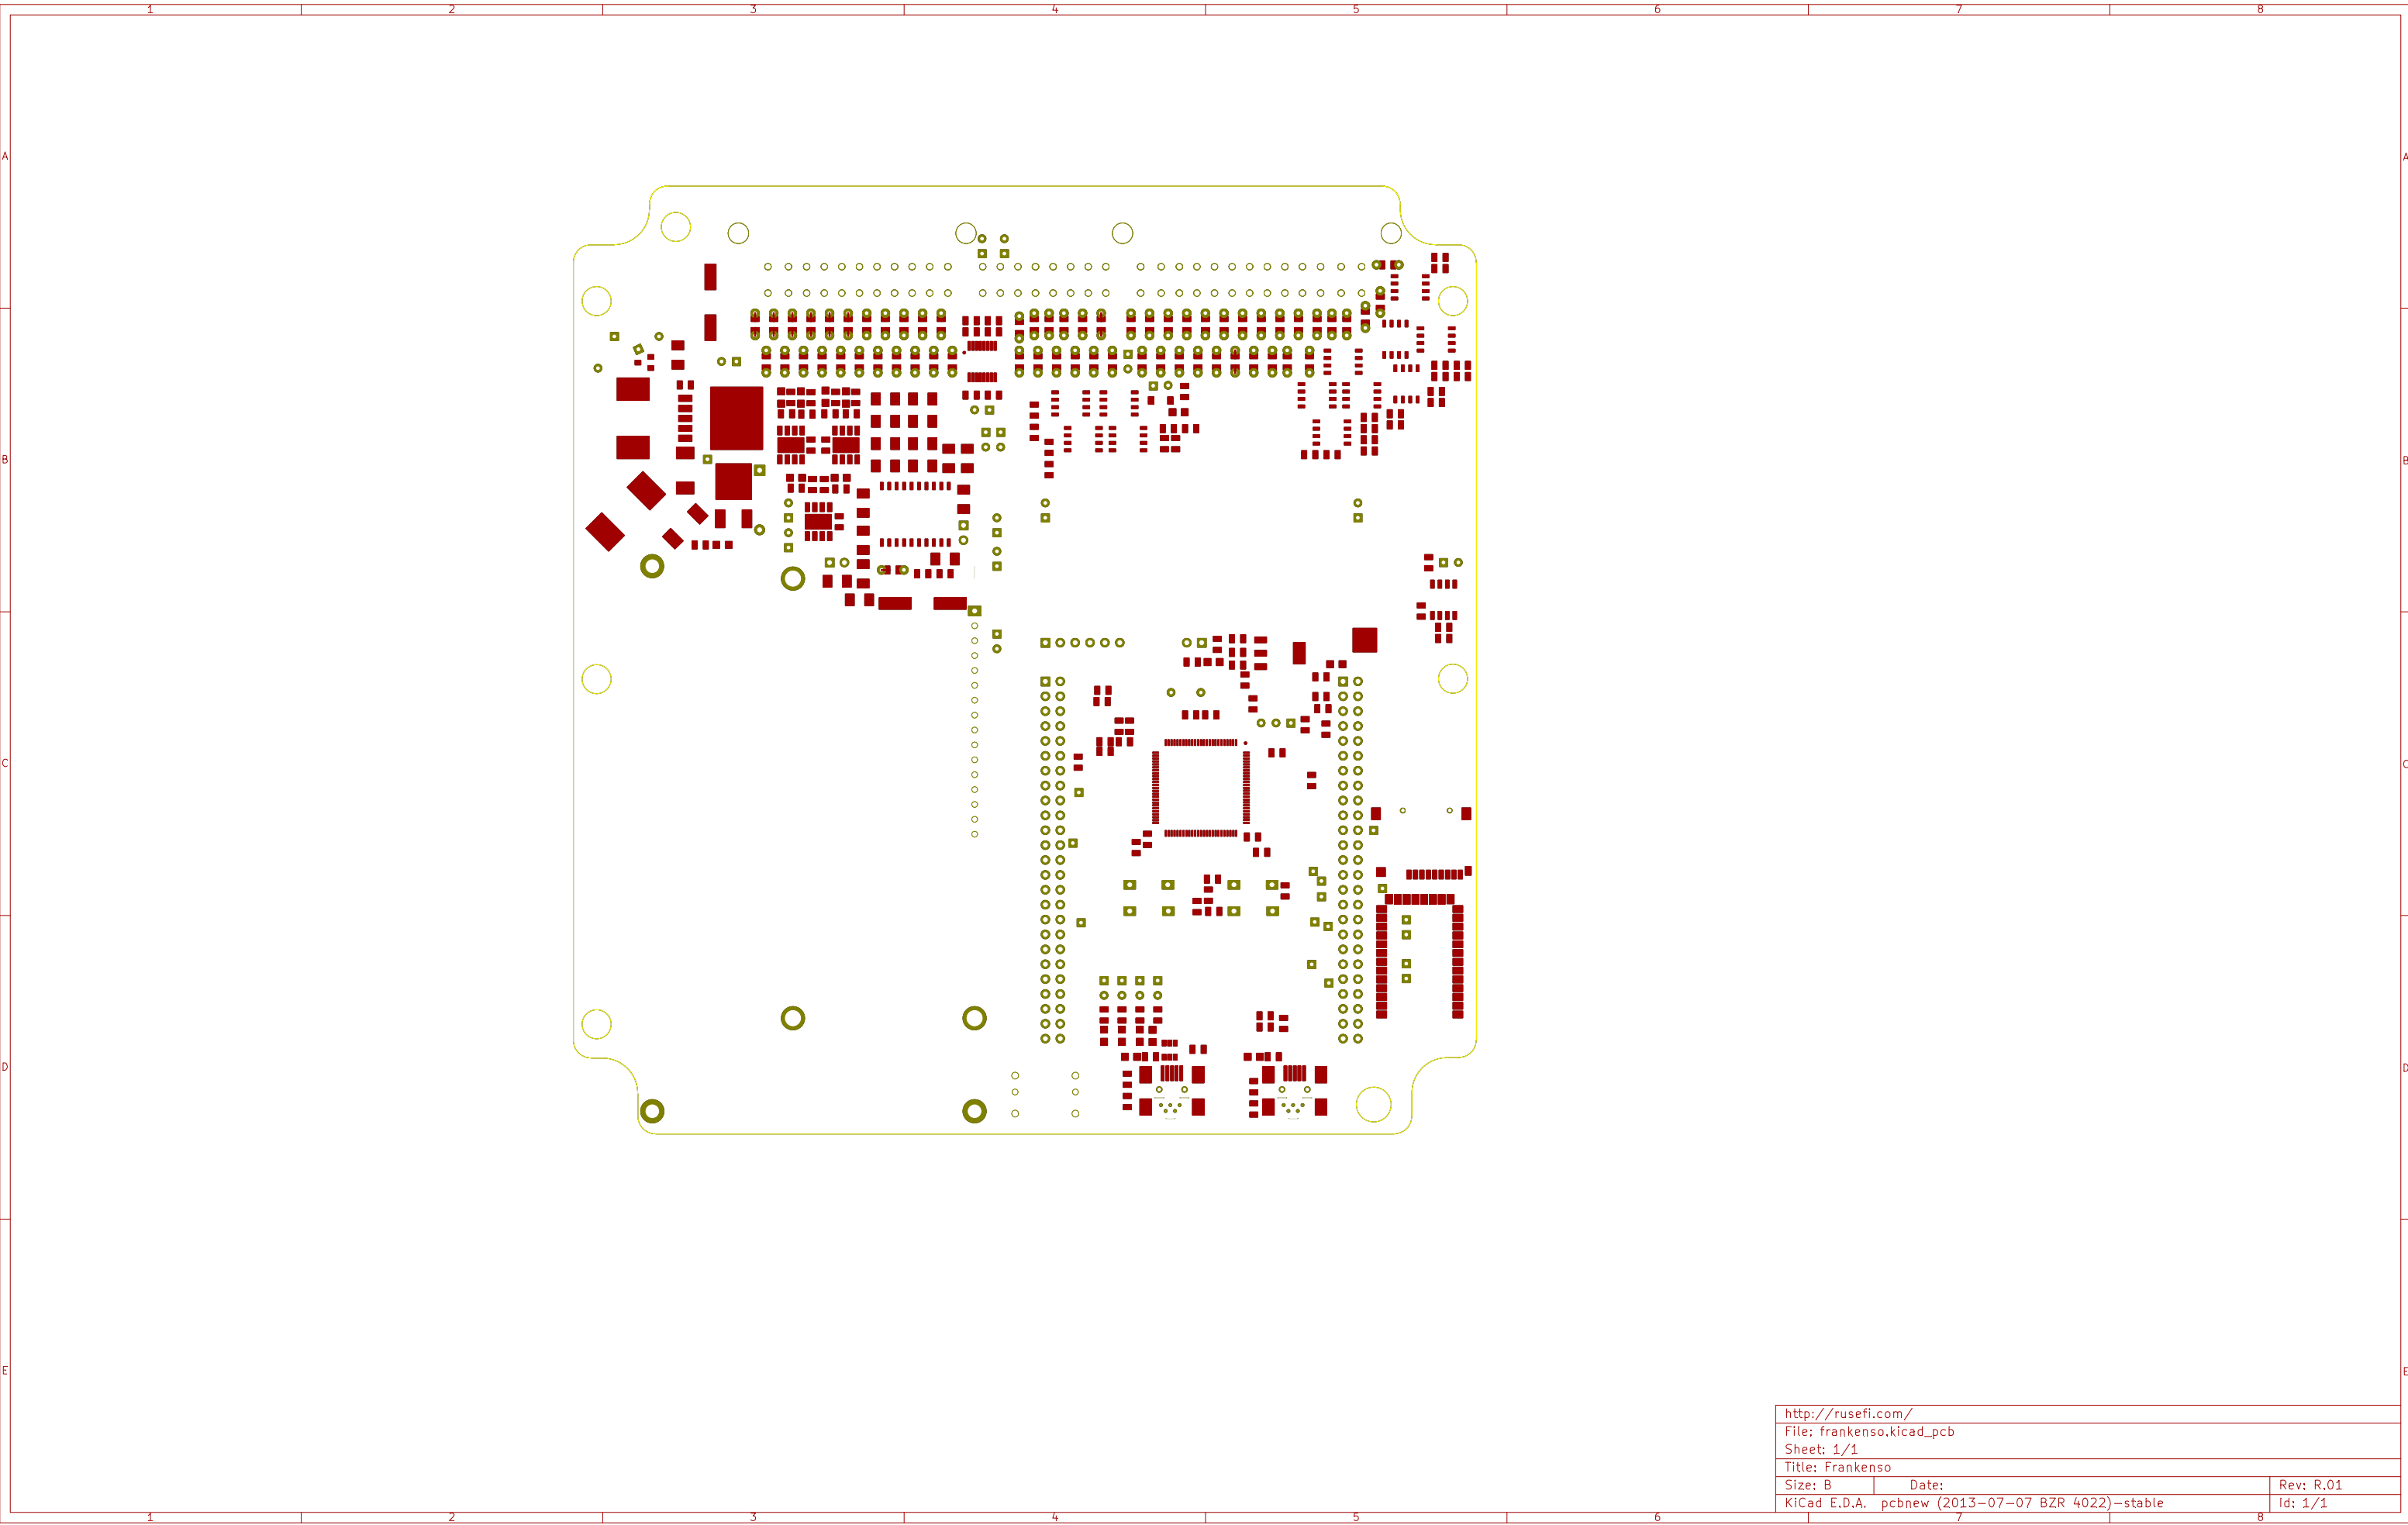 1 2 3 4 5 6 7 8
A A
B B
C C
D D
E E
http://rusefi.com/
File: frankenso.kicad_pcb
Sheet: 1/1
Title: Frankenso
Size: B Date: Rev: R.01
KiCad E.D.A. pcbnew (2013-07-07 BZR 4022)-stable Id: 1/1
1 2 3 4 5 6 7 8